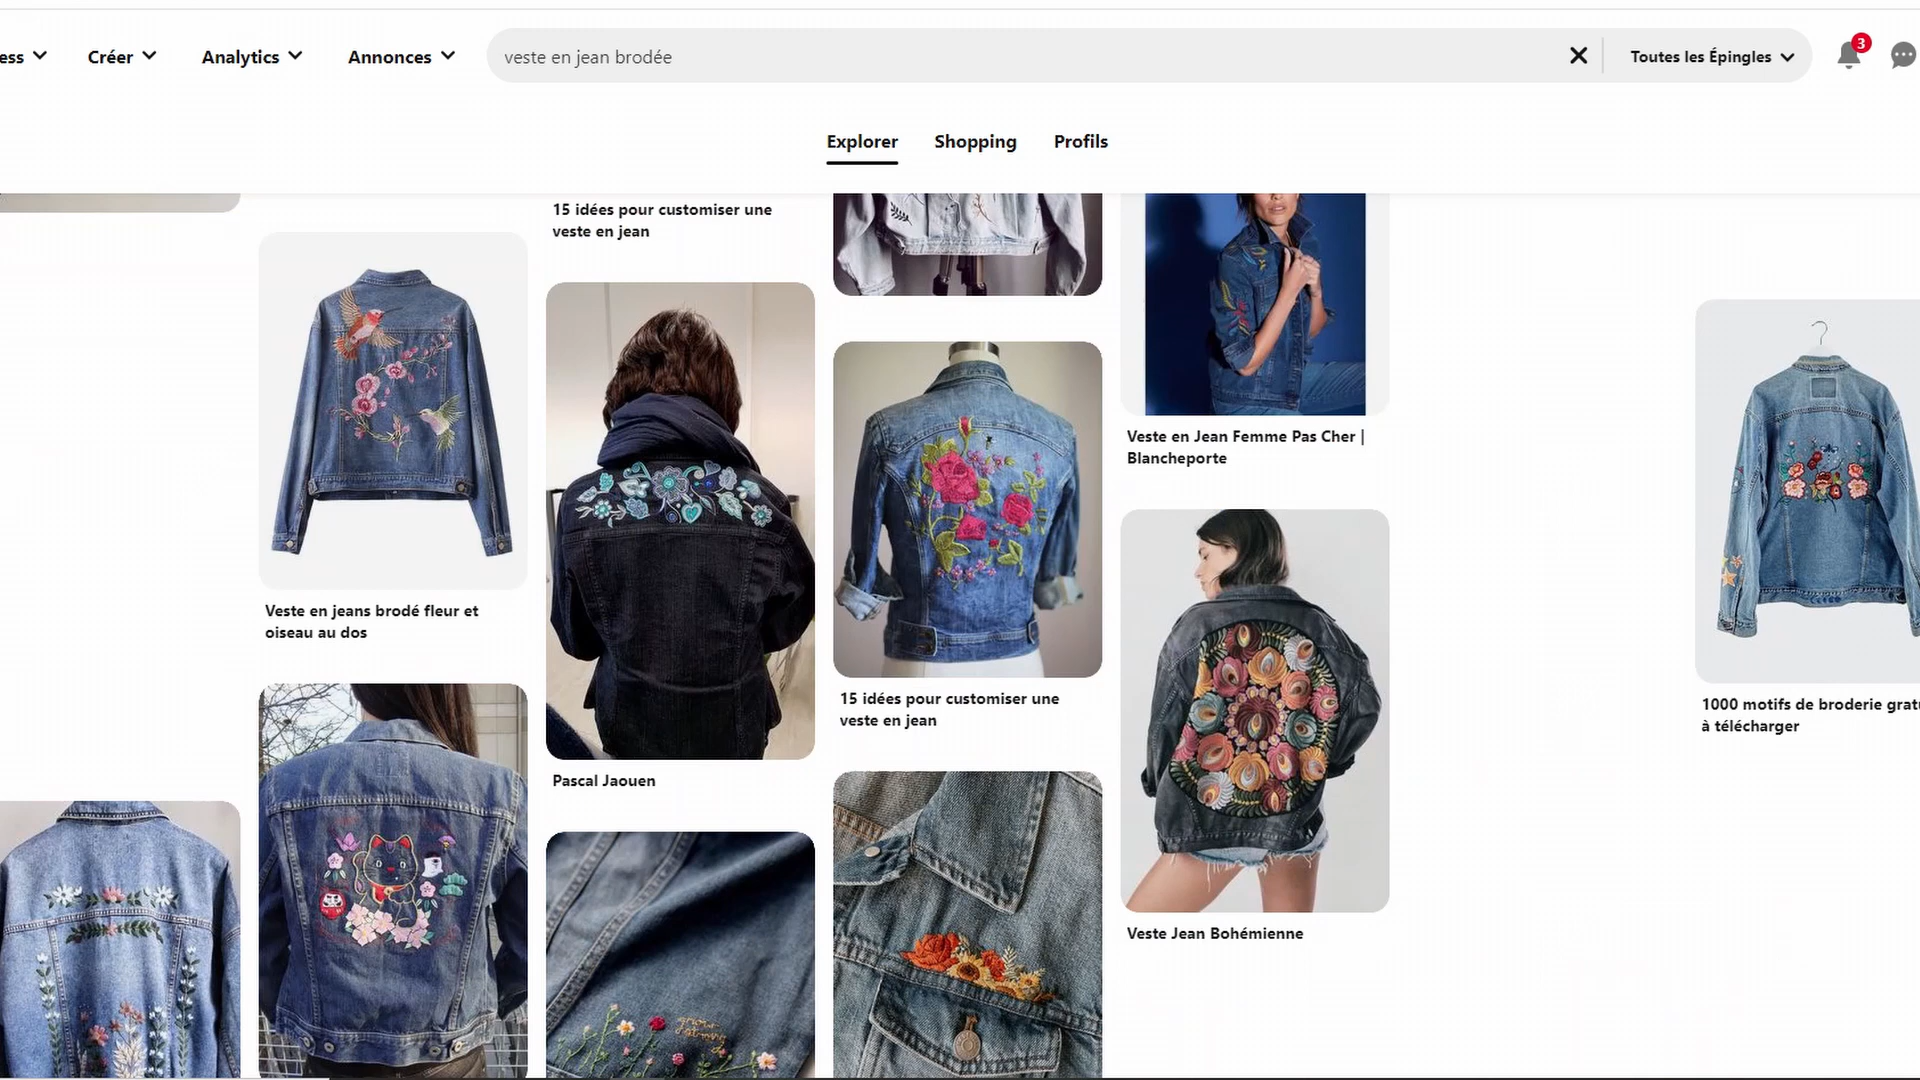 ess
Créer
Analytics
Annonces
veste en jean brodée
Toutes les Épingles
3
Explorer
Shopping
Profils
15 idées pour customiser une
veste en jean
Veste en jeans brodé fleur et
oiseau au dos
Pascal Jaouen
15 idées pour customiser une
veste en jean
Veste en Jean Femme Pas Cher |
Blancheporte
Veste Jean Bohémienne
1000 motifs de broderie gratu
à télécharger